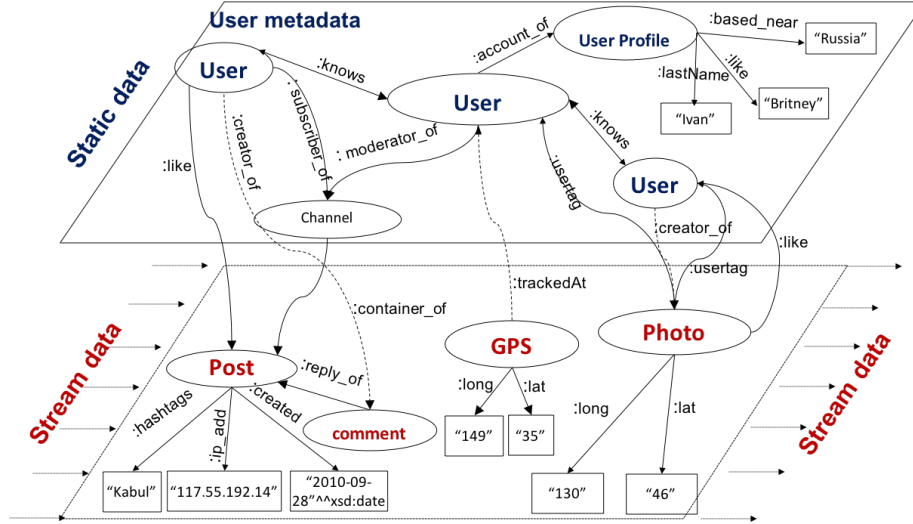 User metadata
Static data
User
:knows
:account_of
User Profile
:based_near
"Russia"
:lastName
:like
"Ivan"
"Britney"
User
:subscriber_of
:creator_of
:like
: moderator_of
:knows
:usertag
User
Channel
:creator_of
:usertag
:like
:trackedAt
:container_of
Stream data
Post
:reply_of
comment
GPS
Photo
Stream data
:hashtags
:ip_add
:created
:long
:lat
"149"
"35"
:long
:lat
"Kabul"
"117.55.192.14"
"2010-09-
28"^^xsd:date
"130"
"46"